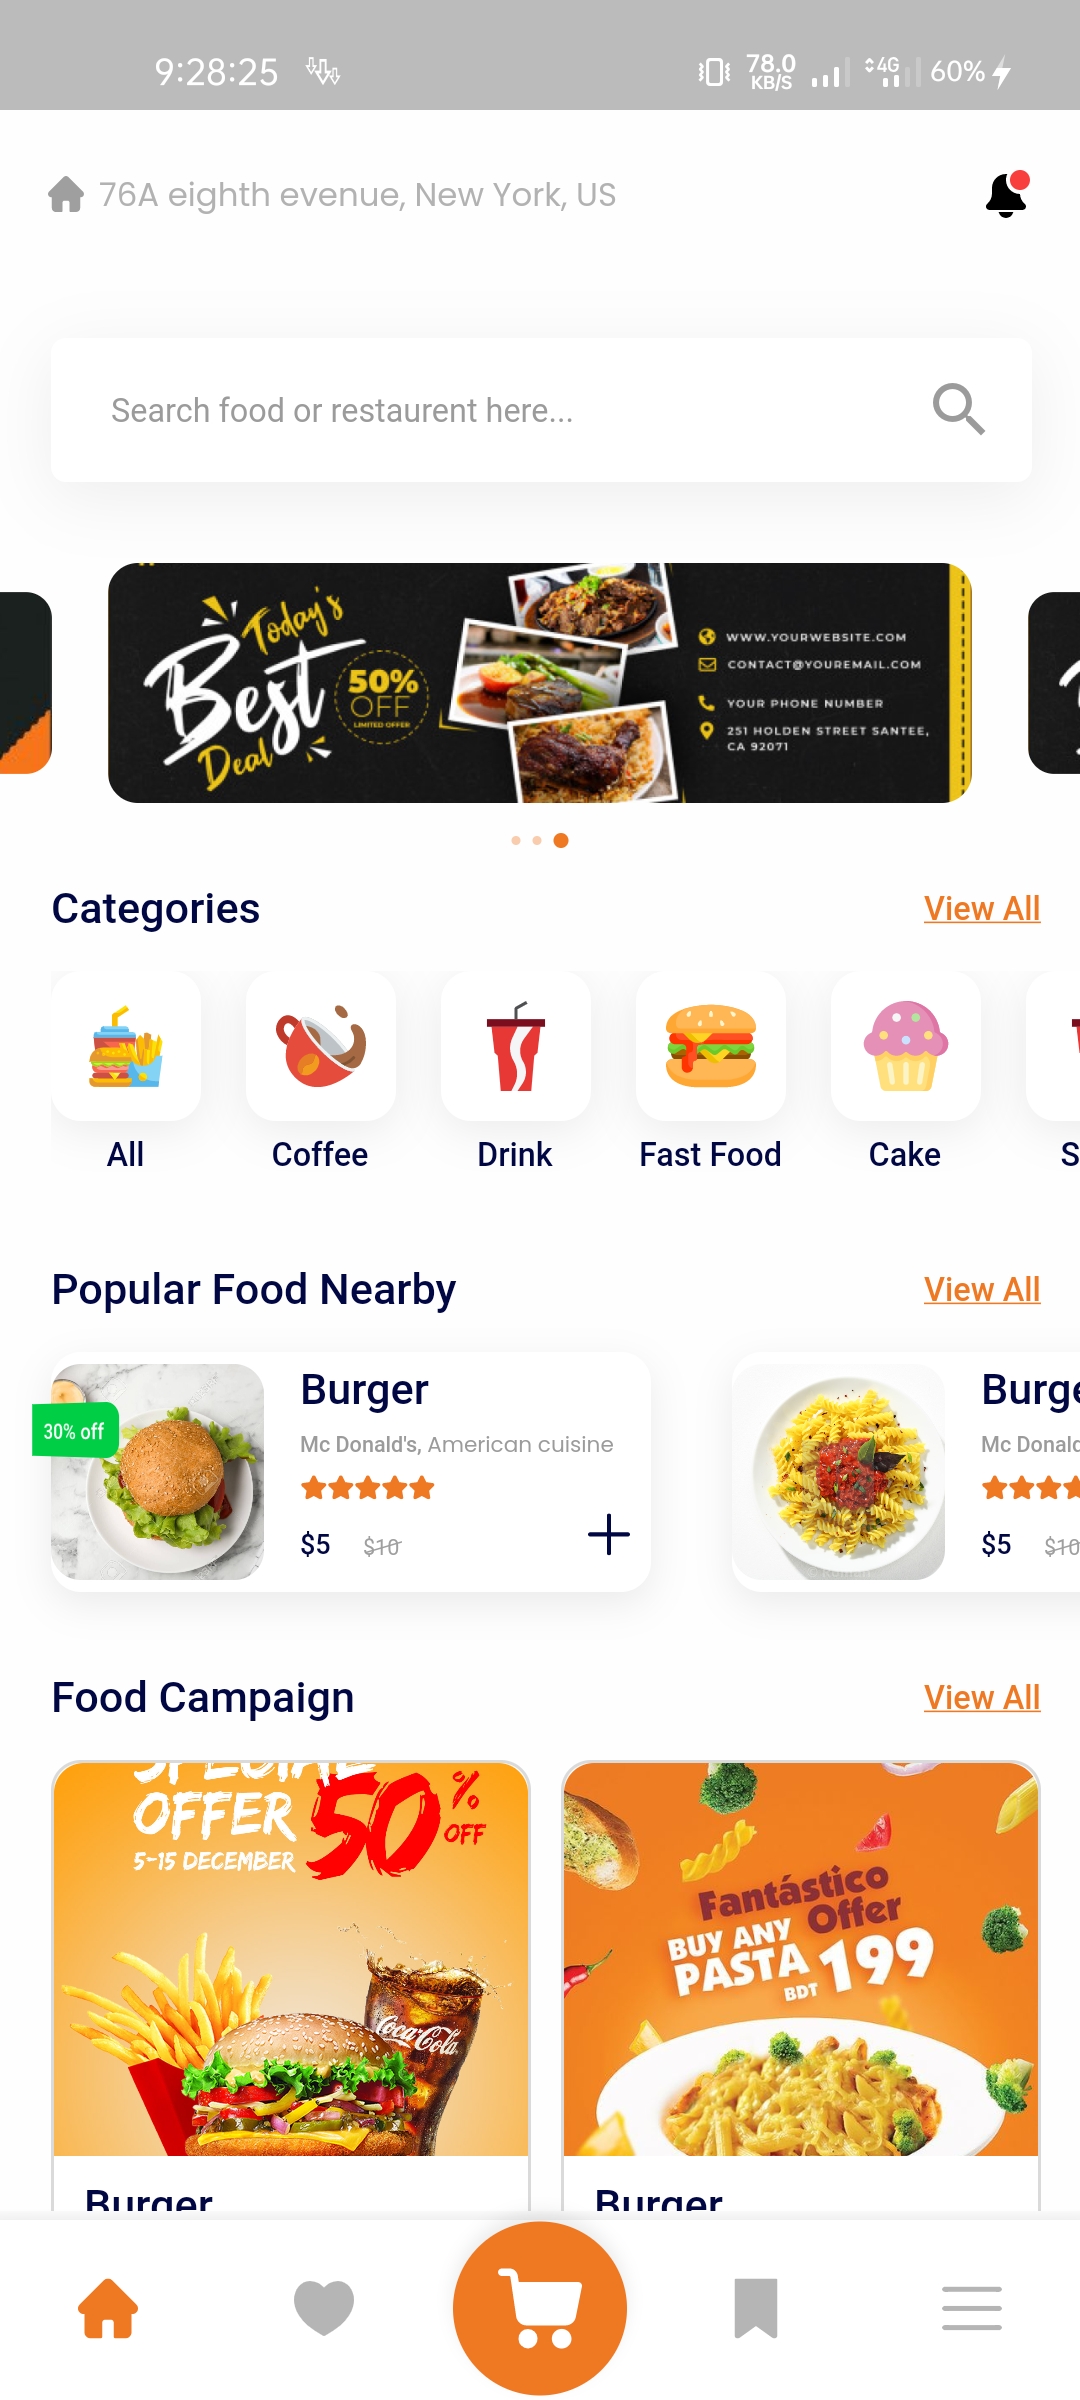 9:28:25 78.0 KB/S 4G 60%
76A eighth evenue, New York, US
Search food or restaurent here...
Today's
Best
Deal
50%
OFF
LIMITED OFFER
WWW.YOURWEBSITE.COM
CONTACT@YOUREMAIL.COM
YOUR PHONE NUMBER
251 HOLDEN STREET SANTEE,
CA 92071
Categories View All
All Coffee Drink Fast Food Cake S
Popular Food Nearby View All
30% off
Burger
Mc Donald's, American cuisine
$5 $10
Burge
Mc Donald
$5 $10
Food Campaign View All
SPECIAL
OFFER 50% OFF
5-15 DECEMBER
Coca-Cola
Burger
Fantástico
Offer
BUY ANY
PASTA 199
BDT
Burger